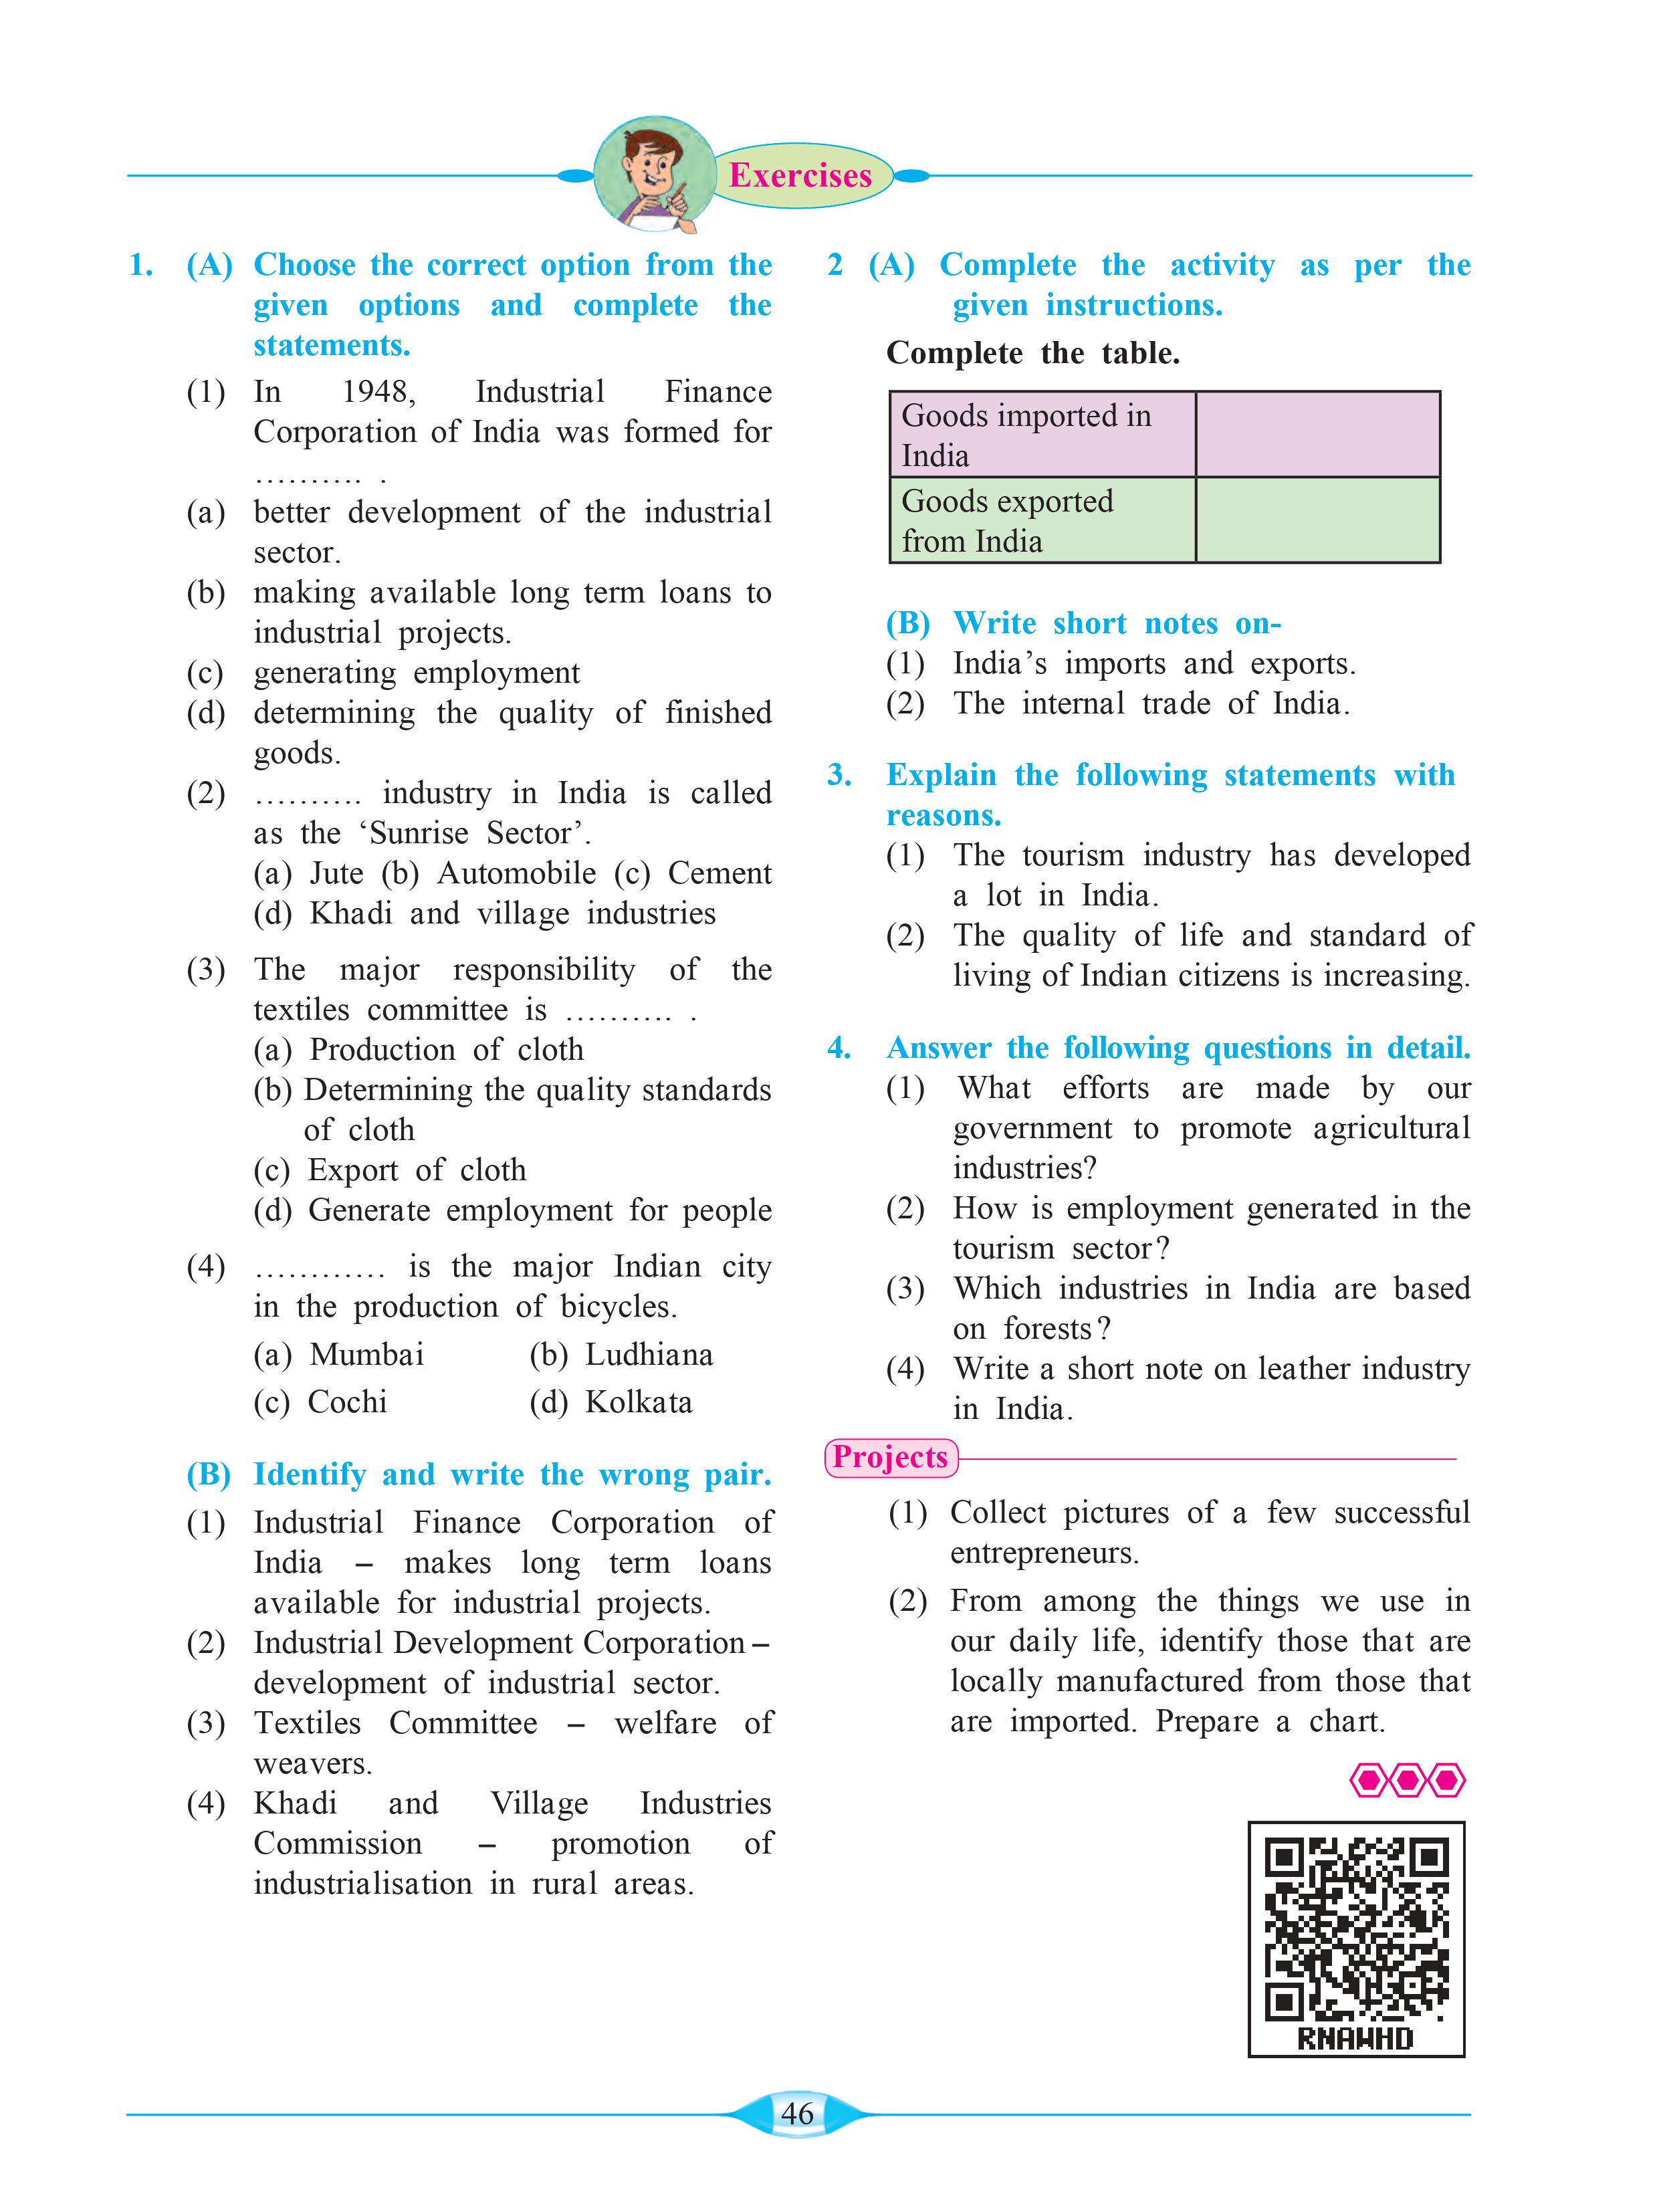 Exercises
1. (A) Choose the correct option from the
given options and complete the
statements.
(1) In 1948, Industrial Finance
Corporation of India was formed for
.......... .
(a) better development of the industrial
sector.
(b) making available long term loans to
industrial projects.
(c) generating employment
(d) determining the quality of finished
goods.
(2) .......... industry in India is called
as the ‘Sunrise Sector’.
(a) Jute (b) Automobile (c) Cement
(d) Khadi and village industries
(3) The major responsibility of the
textiles committee is .......... .
(a) Production of cloth
(b) Determining the quality standards
of cloth
(c) Export of cloth
(d) Generate employment for people
(4) ............ is the major Indian city
in the production of bicycles.
(a) Mumbai (b) Ludhiana
(c) Cochi (d) Kolkata
(B) Identify and write the wrong pair.
(1) Industrial Finance Corporation of
India – makes long term loans
available for industrial projects.
(2) Industrial Development Corporation –
development of industrial sector.
(3) Textiles Committee – welfare of
weavers.
(4) Khadi and Village Industries
Commission – promotion of
industrialisation in rural areas.
2 (A) Complete the activity as per the
given instructions.
Complete the table.
Goods imported in
India
Goods exported
from India
(B) Write short notes on-
(1) India’s imports and exports.
(2) The internal trade of India.
3. Explain the following statements with
reasons.
(1) The tourism industry has developed
a lot in India.
(2) The quality of life and standard of
living of Indian citizens is increasing.
4. Answer the following questions in detail.
(1) What efforts are made by our
government to promote agricultural
industries?
(2) How is employment generated in the
tourism sector?
(3) Which industries in India are based
on forests?
(4) Write a short note on leather industry
in India.
Projects
(1) Collect pictures of a few successful
entrepreneurs.
(2) From among the things we use in
our daily life, identify those that are
locally manufactured from those that
are imported. Prepare a chart.
RNAWHD
46